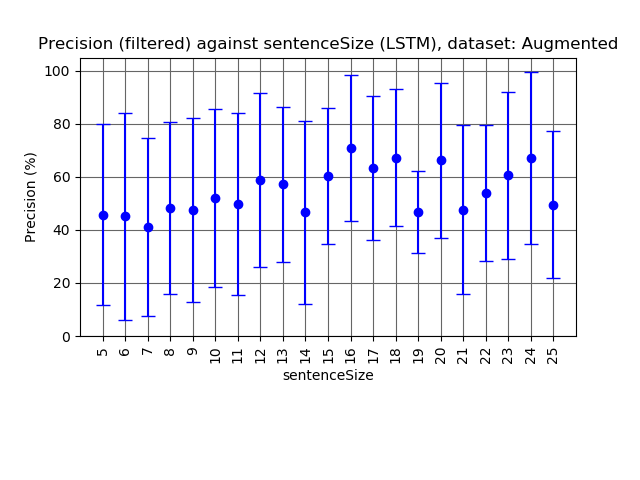 Precision (filtered) against sentenceSize (LSTM), dataset: Augmented
100
80
60
40
20
0
Precision (%)
5 6 7 8 9 10 11 12 13 14 15 16 17 18 19 20 21 22 23 24 25
sentenceSize